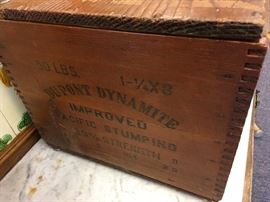 50 LBS. 1-¼X8
DUPONT DYNAMITE
IMPROVED
PACIFIC STUMPING
STRENGTH